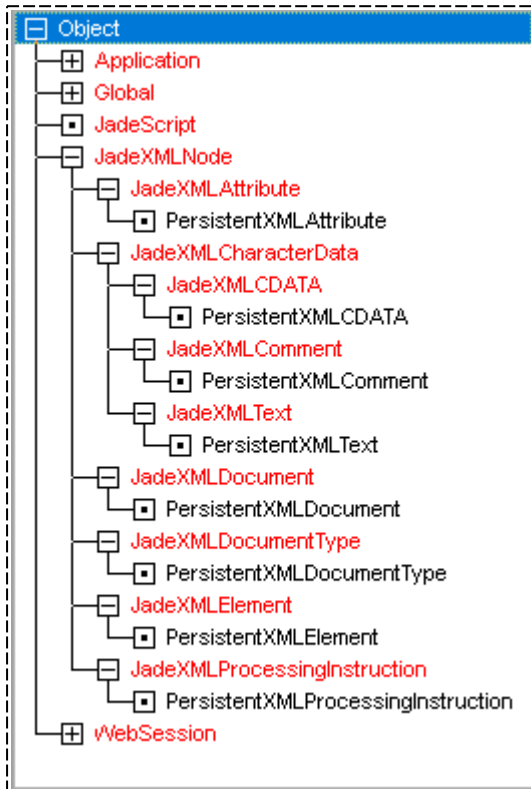 Object
Application
Global
JadeScript
JadeXMLNode
JadeXMLAttribute
PersistentXMLAttribute
JadeXMLCharacterData
JadeXMLCDATA
PersistentXMLCDATA
JadeXMLComment
PersistentXMLComment
JadeXMLText
PersistentXMLText
JadeXMLDocument
PersistentXMLDocument
JadeXMLDocumentType
PersistentXMLDocumentType
JadeXMLElement
PersistentXMLElement
JadeXMLProcessingInstruction
PersistentXMLProcessingInstruction
WebSession